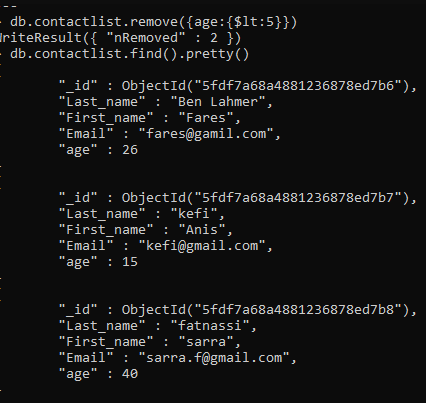 ---
> db.contactlist.remove({age:{$lt:5}})
WriteResult({ "nRemoved" : 2 })
> db.contactlist.find().pretty()
{
"_id" : ObjectId("5fdf7a68a4881236878ed7b6"),
"Last_name" : "Ben Lahmer",
"First_name" : "Fares",
"Email" : "fares@gamil.com",
"age" : 26
}
{
"_id" : ObjectId("5fdf7a68a4881236878ed7b7"),
"Last_name" : "kefi",
"First_name" : "Anis",
"Email" : "kefi@gmail.com",
"age" : 15
}
{
"_id" : ObjectId("5fdf7a68a4881236878ed7b8"),
"Last_name" : "fatnassi",
"First_name" : "sarra",
"Email" : "sarra.f@gmail.com",
"age" : 40
}